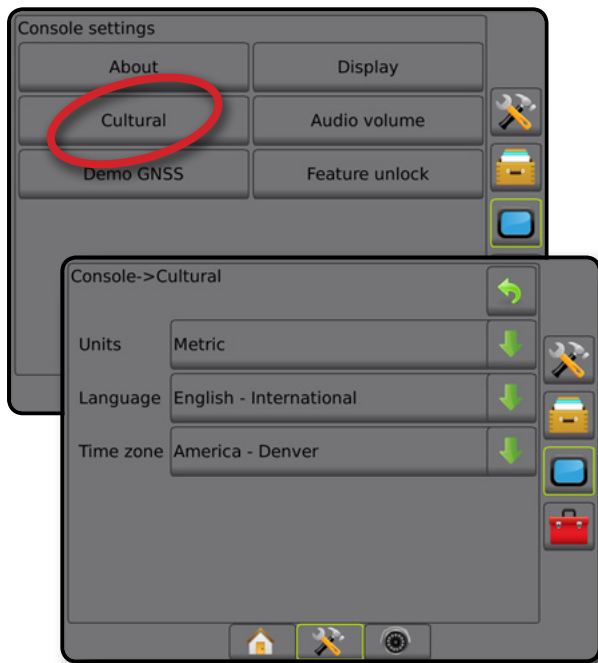 Console settings
About Display
Cultural Audio volume
Demo GNSS Feature unlock
Console->Cultural
Units Metric
Language English - International
Time zone America - Denver